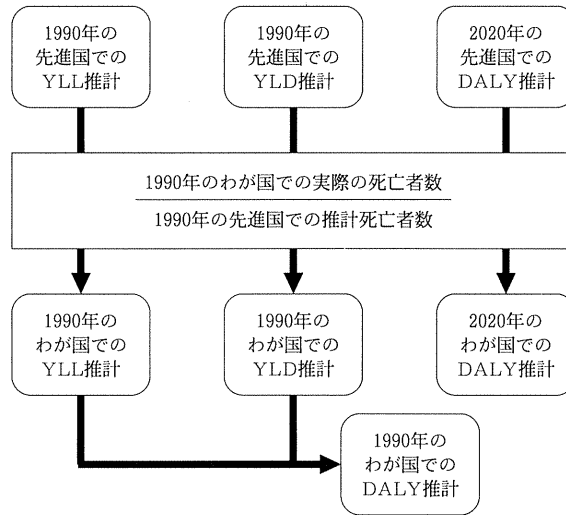 1990年の
先進国での
YLL推計
1990年の
先進国での
YLD推計
2020年の
先進国での
DALY推計
1990年のわが国での実際の死亡者数
1990年の先進国での推計死亡者数
1990年の
わが国での
YLL推計
1990年の
わが国での
YLD推計
2020年の
わが国での
DALY推計
1990年の
わが国での
DALY推計